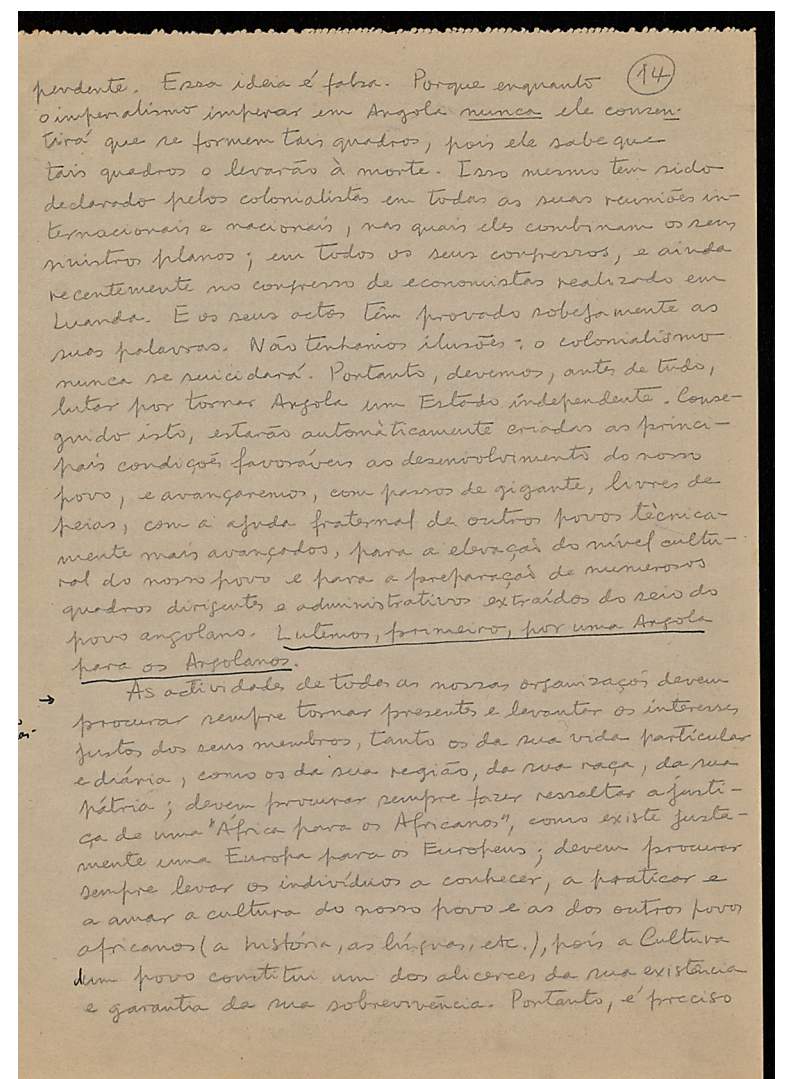 pendente. Essa ideia é falsa. Porque enquanto
14
o imperialismo imperar em Angola nunca ele consen-
tirá que se formem tais quadros, pois ele sabe que
tais quadros o levarão à morte. Isso mesmo tem sido
declarado pelos colonialistas em todas as suas reuniões in-
ternacionais e nacionais, nas quais eles combinam os seus
sinistros planos; em todos os seus congressos, e ainda
recentemente no congresso de economistas realizado em
Luanda. E os seus actos têm provado sobejamente as
suas palavras. Não tenhamos ilusões: o colonialismo
nunca se suicidará. Portanto, devemos, antes de tudo,
lutar por tornar Angola um Estado independente. Conse-
guido isto, estarão automàticamente criadas as princi-
pais condições favoráveis ao desenvolvimento do nosso
povo, e avançaremos, com passos de gigante, livres de
peias, com a ajuda fraternal de outros povos tècnica-
mente mais avançados, para a elevação do nível cultu-
ral do nosso povo e para a preparação de numerosos
quadros dirigentes e administrativos extraídos do seio do
povo angolano. Lutemos, primeiro, por uma Angola
para os Angolanos.
→ As actividades de todas as nossas organizações devem
procurar sempre tornar presentes e levantar os interesses
justos dos seus membros, tanto os da sua vida particular
e diária, como os da sua região, da sua raça, da sua
pátria; devem procurar sempre fazer ressaltar a justi-
ça de uma "África para os Africanos", como existe justa-
mente uma Europa para os Europeus; devem procurar
sempre levar os indivíduos a conhecer, a praticar e
a amar a cultura do nosso povo e as dos outros povos
africanos (a história, as línguas, etc.), pois a Cultura
dum povo constitui um dos alicerces da sua existência
e garantia da sua sobrevivência. Portanto, é preciso